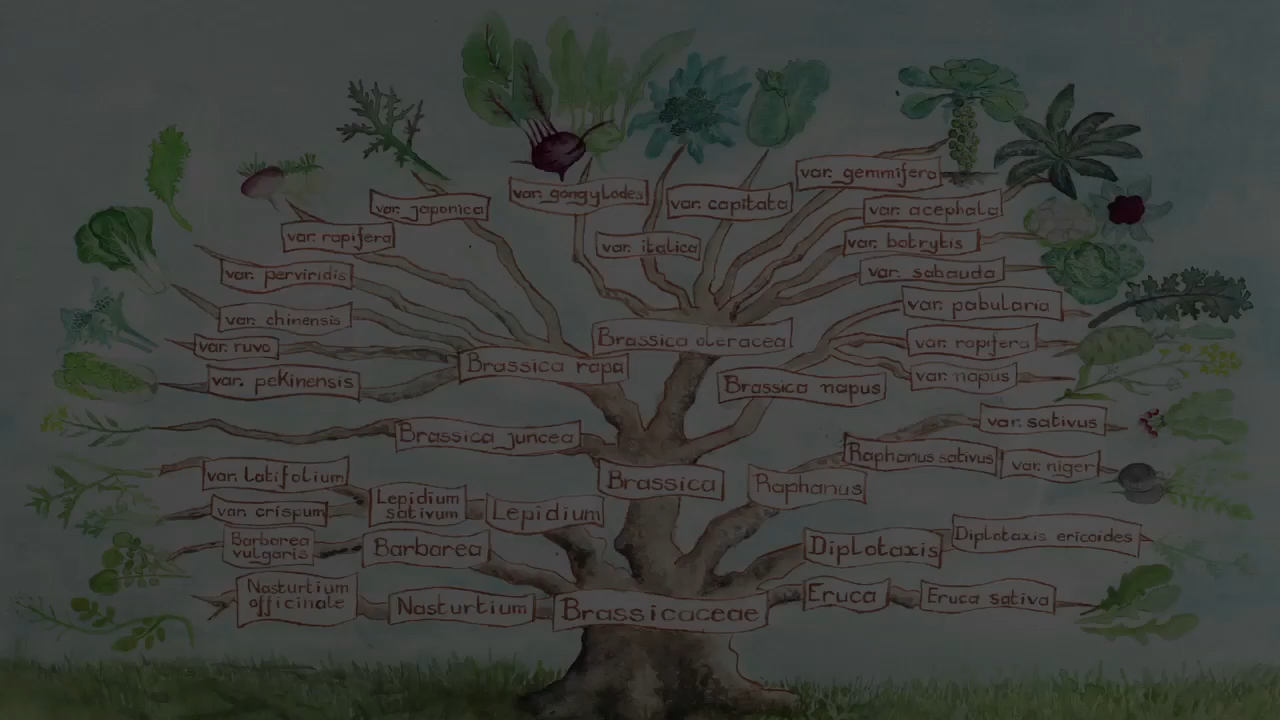 var. gemmifera
var. gongylodes
var. capitata
var. japonica
var. acephala
var. rapifera
var. italica
var. botrytis
var. perviridis
var. sabauda
var. pabularia
var. chinensis
Brassica oleracea
var. ruvo
var. rapifera
Brassica rapa
var. pekinensis
var. napus
Brassica napus
var. sativus
Brassica juncea
Raphanus sativus
var. niger
var. latifolium
Brassica
Raphanus
var. crispum
Lepidium
sativum
Lepidium
Barbarea
vulgaris
Barbarea
Diplotaxis
Diplotaxis ericoides
Nasturtium
officinale
Nasturtium
Brassicaceae
Eruca
Eruca sativa